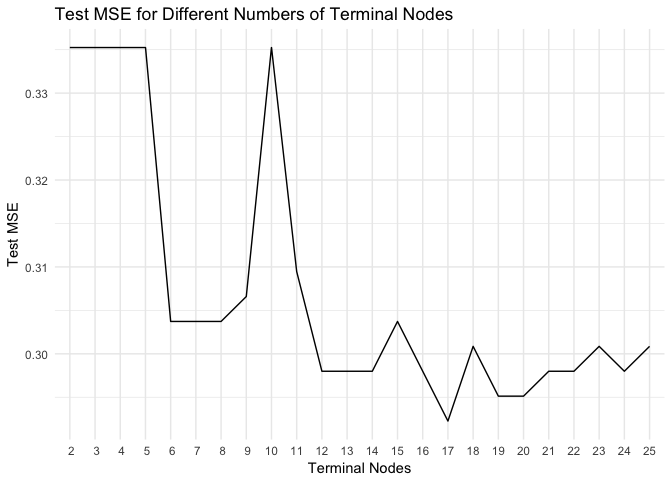 Test MSE for Different Numbers of Terminal Nodes
0.33
0.32
Test MSE
0.31
0.30
2 3 4 5 6 7 8 9 10 11 12 13 14 15 16 17 18 19 20 21 22 23 24 25
Terminal Nodes